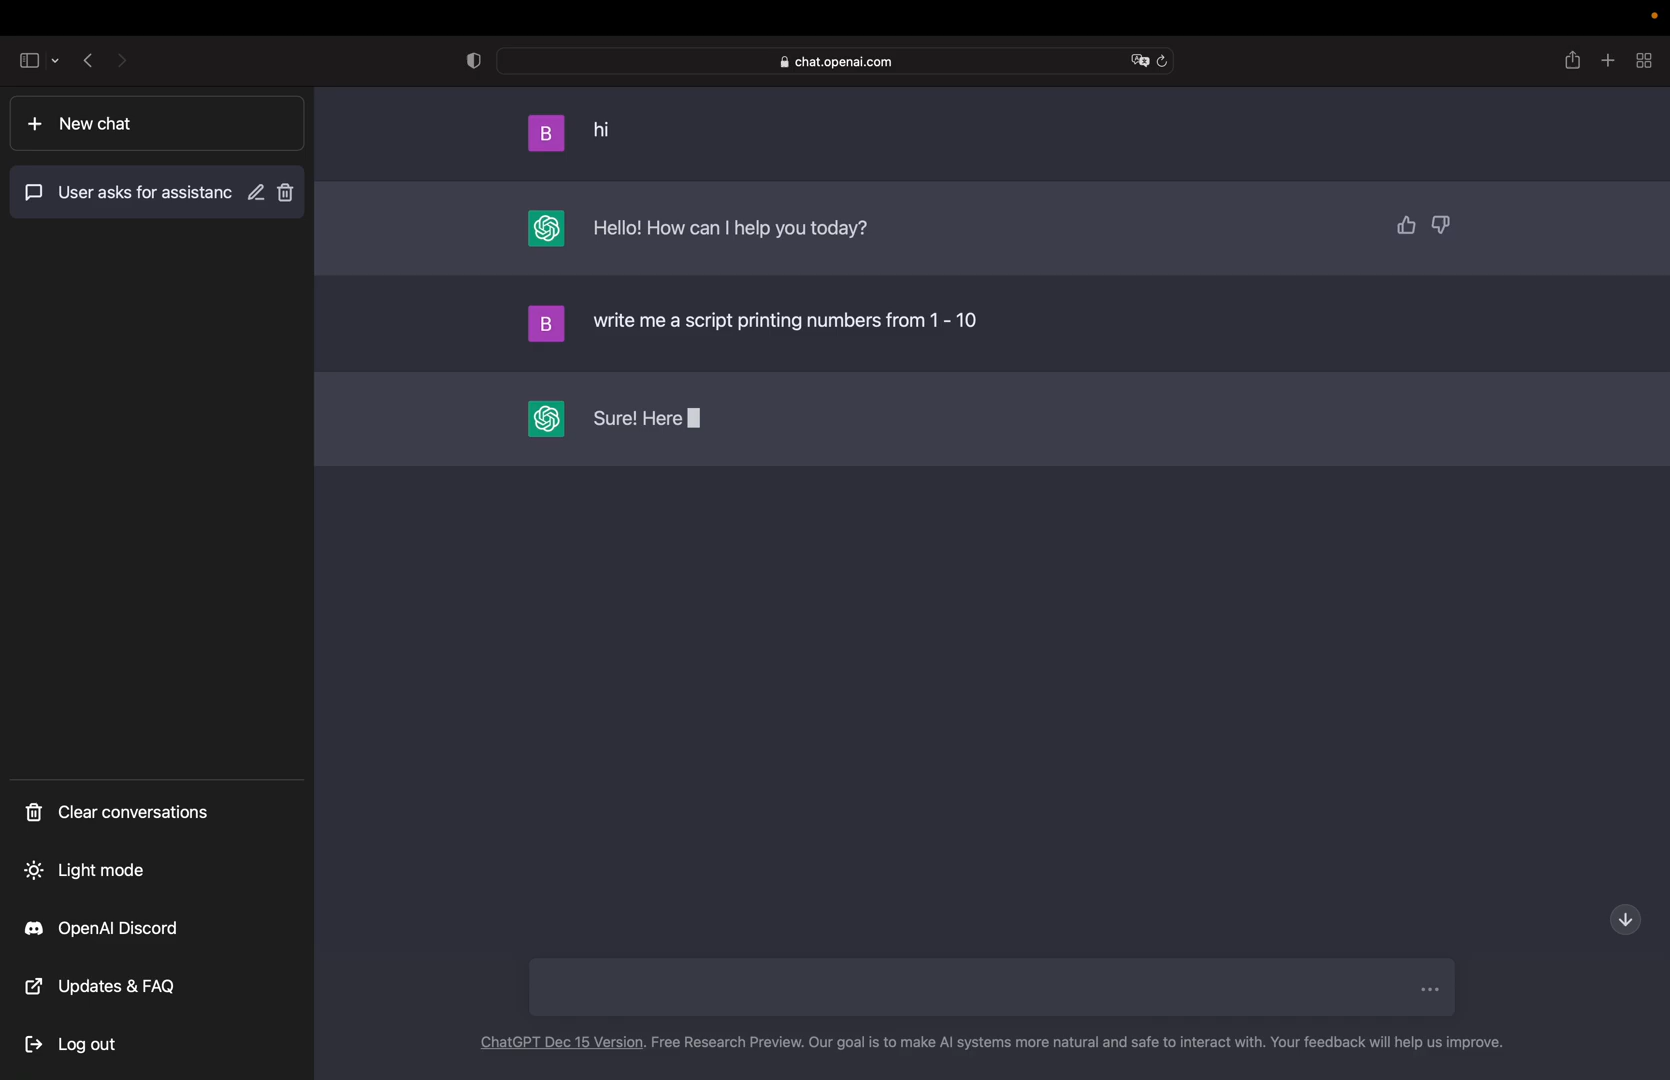 chat.openai.com
New chat
User asks for assistanc
B hi
Hello! How can I help you today?
B write me a script printing numbers from 1 - 10
Sure! Here
Clear conversations
Light mode
OpenAI Discord
Updates & FAQ
Log out
ChatGPT Dec 15 Version. Free Research Preview. Our goal is to make AI systems more natural and safe to interact with. Your feedback will help us improve.